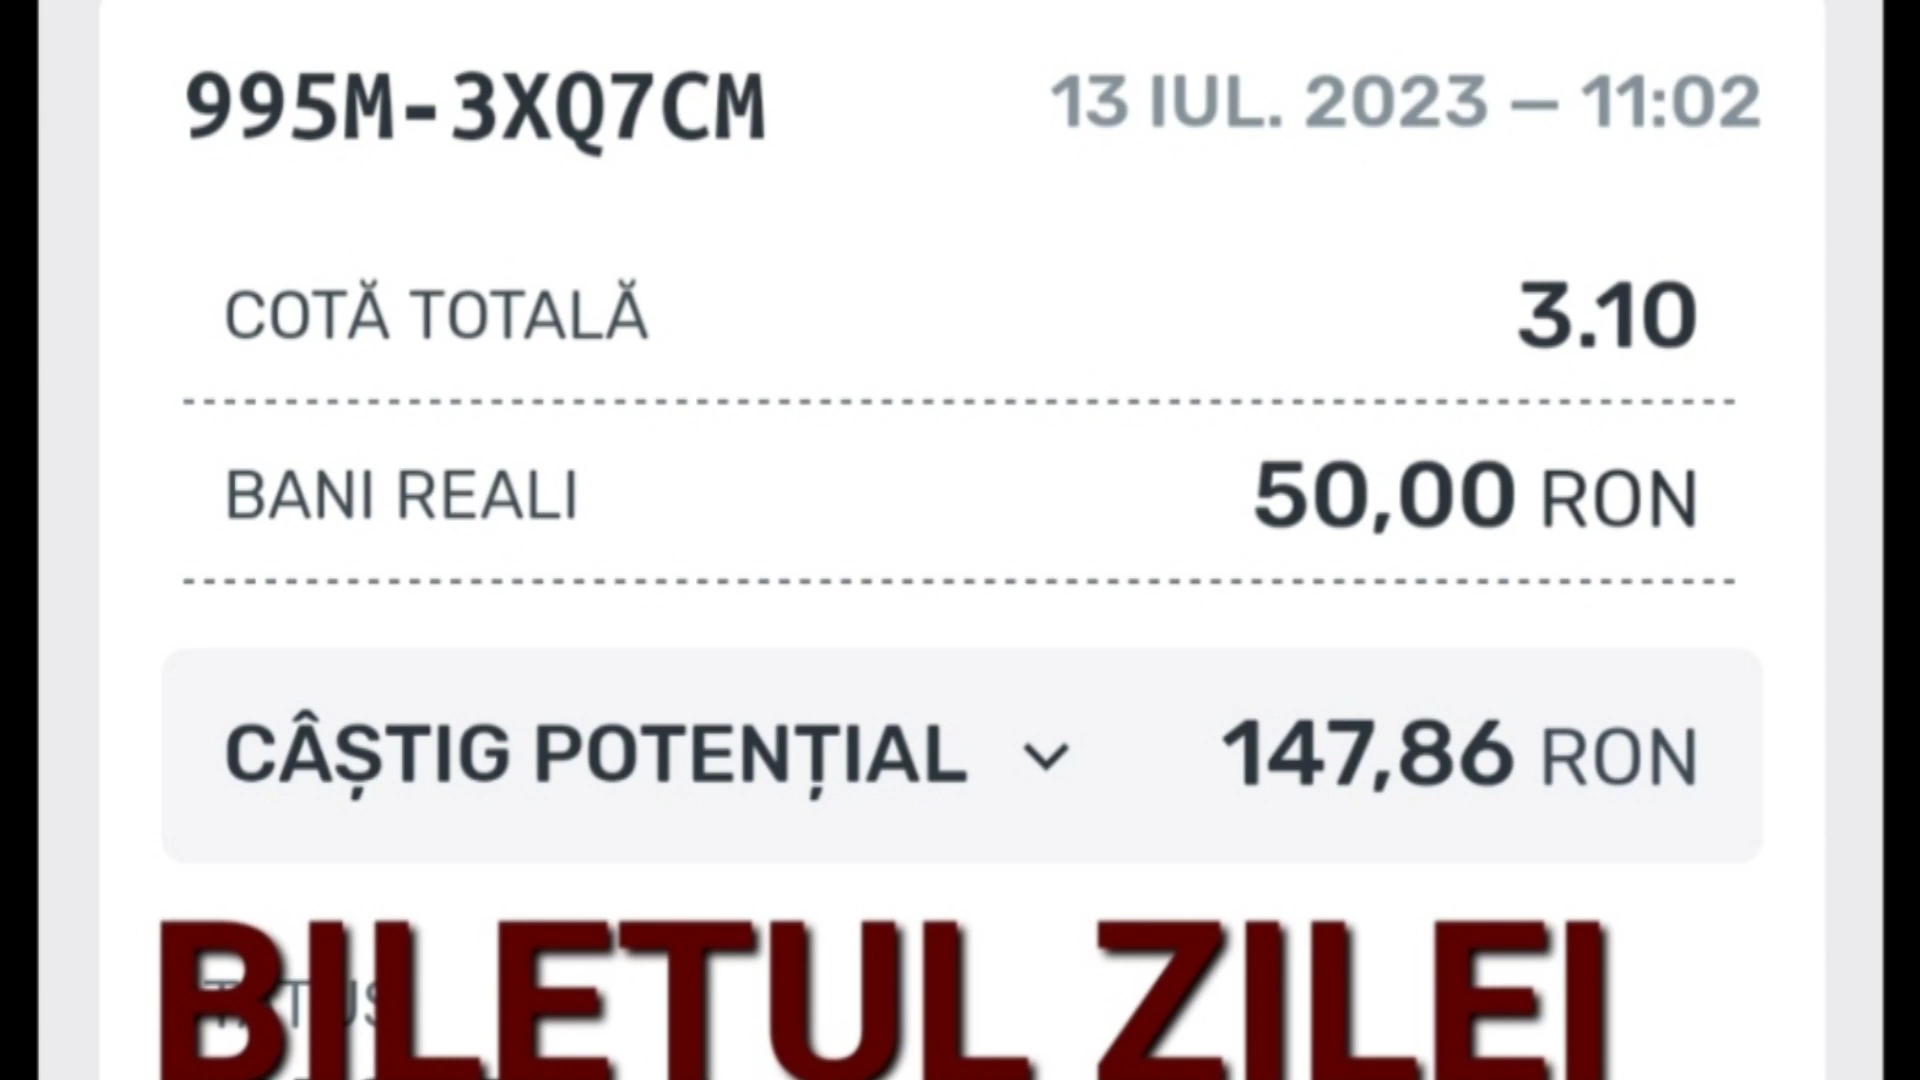 995M-3XQ7CM 13 IUL. 2023 – 11:02
COTĂ TOTALĂ 3.10
BANI REALI 50,00 RON
CÂȘTIG POTENȚIAL 147,86 RON
BILETUL ZILEI